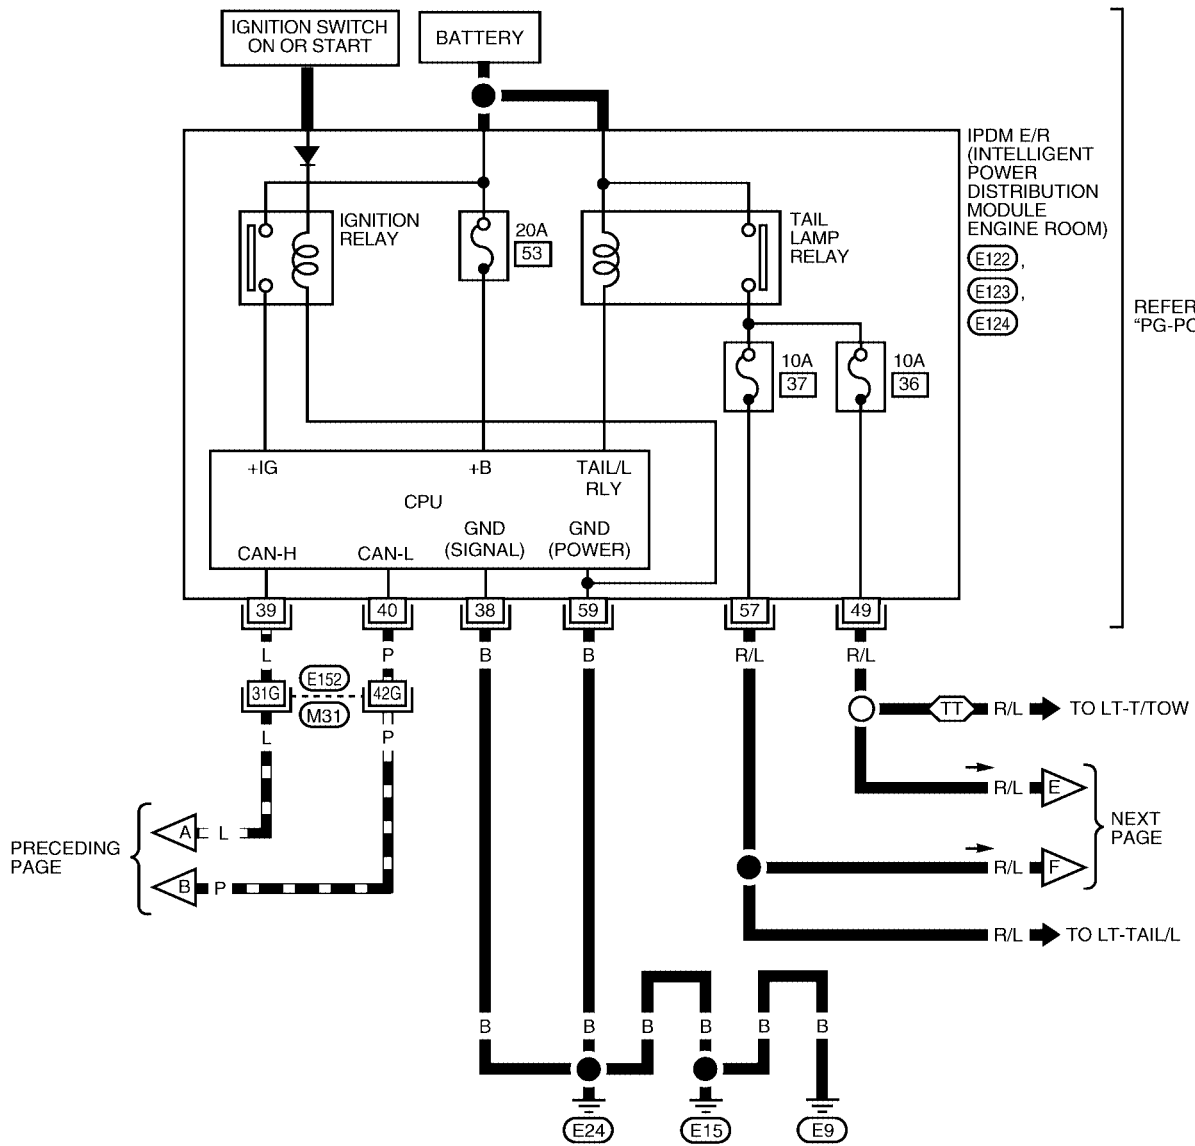 IGNITION SWITCH
ON OR START
BATTERY
IPDM E/R
(INTELLIGENT
POWER
DISTRIBUTION
MODULE
ENGINE ROOM)
E122 ,
E123 ,
E124
REFER
"PG-PO
IGNITION
RELAY
20A
53
TAIL
LAMP
RELAY
10A
37
10A
36
+IG
+B
TAIL/L
RLY
CPU
CAN-H
CAN-L
GND
(SIGNAL)
GND
(POWER)
39
40
38
59
57
49
L
P
B
B
R/L
R/L
31G
E152
M31
42G
L
P
TT
R/L
TO LT-T/TOW
R/L
E
NEXT
PAGE
R/L
F
R/L
TO LT-TAIL/L
PRECEDING
PAGE
A
L
B
P
B
B
B
B
B
B
E24
E15
E9